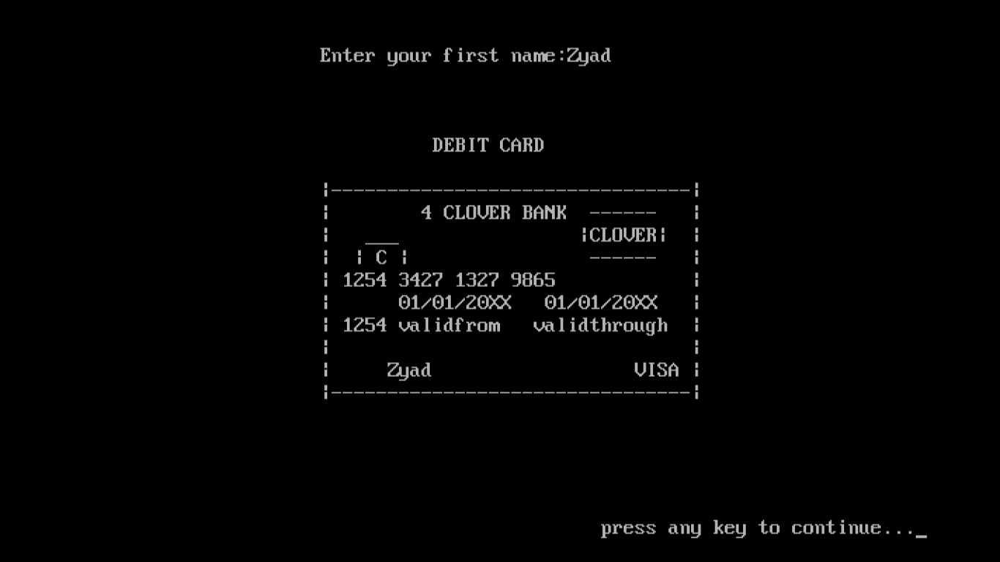 Enter your first name:Zyad
DEBIT CARD
¦--------------------------------¦
¦ 4 CLOVER BANK ------ ¦
¦ ___ ¦CLOVER¦ ¦
¦ ¦ C ¦ ------ ¦
¦ 1254 3427 1327 9865 ¦
¦ 01/01/20XX 01/01/20XX ¦
¦ 1254 validfrom validthrough ¦
¦ ¦
¦ Zyad VISA ¦
¦--------------------------------¦
press any key to continue..._